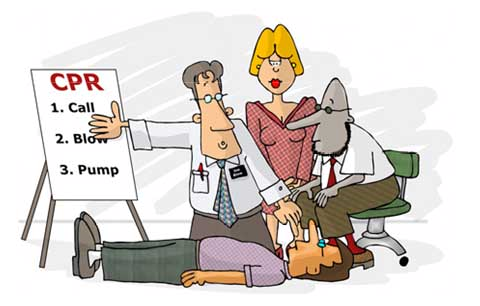 CPR
1. Call
2. Blow
3. Pump